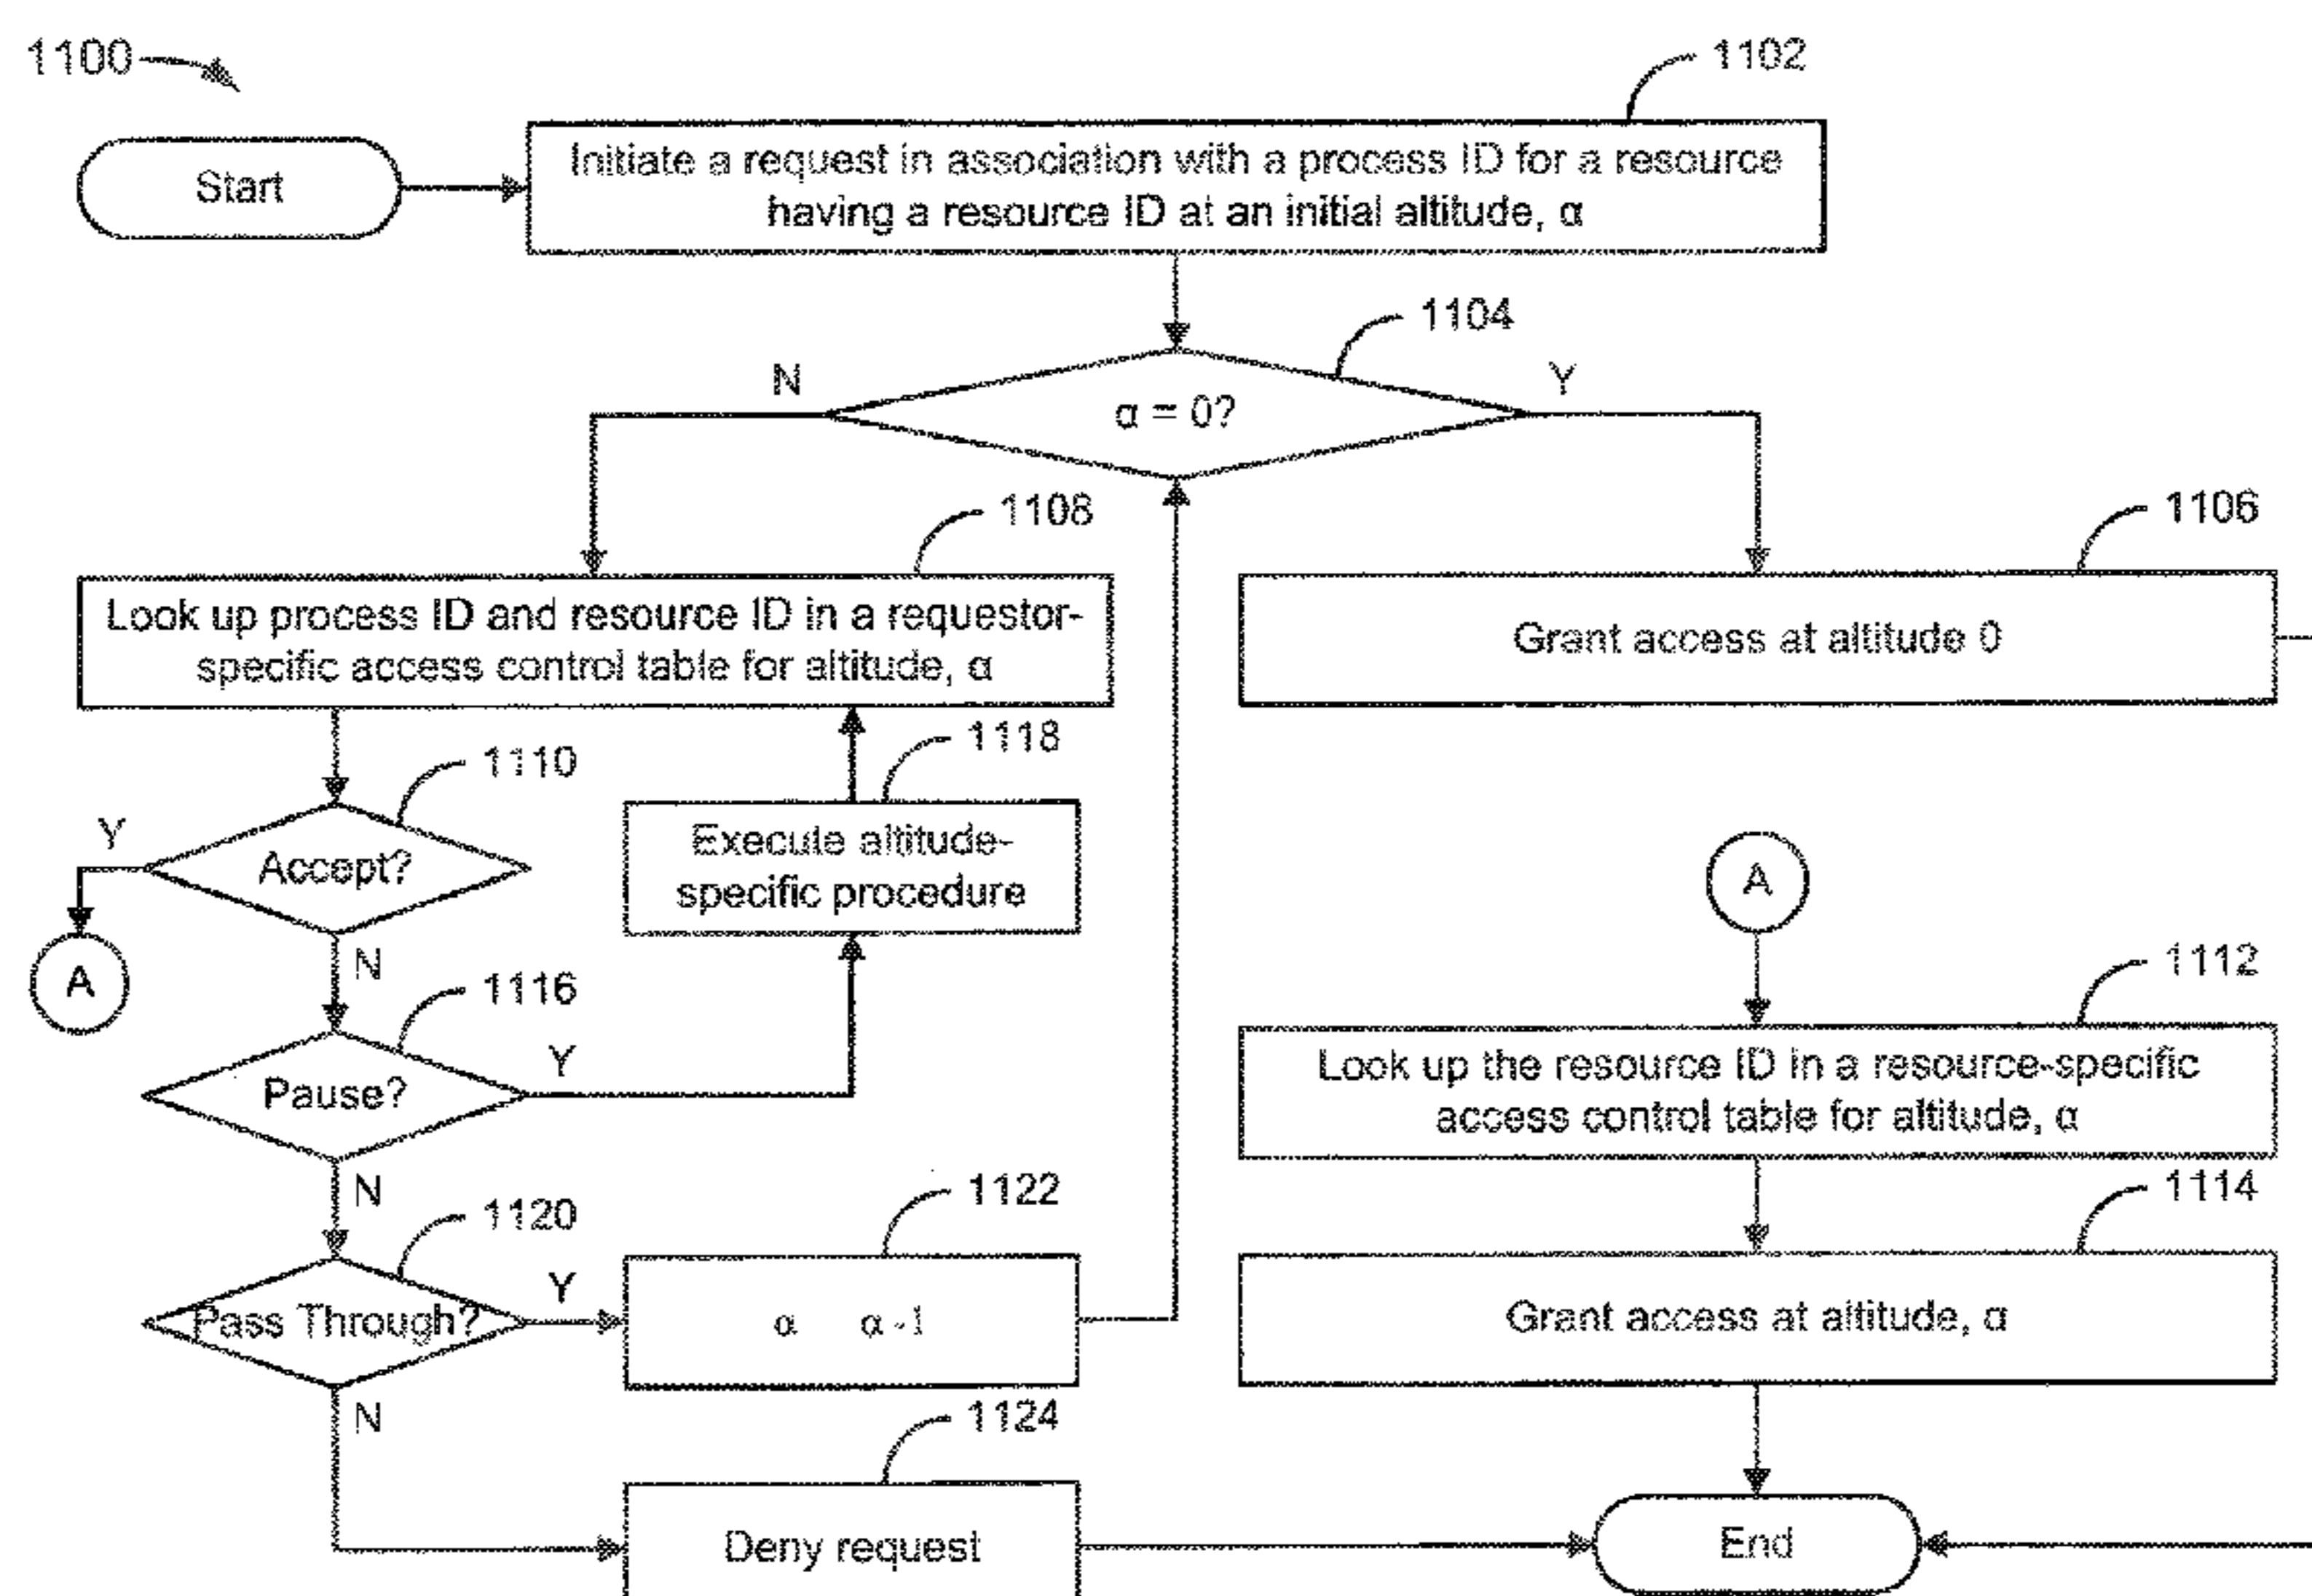 1100
1102
Start
Initiate a request in association with a process ID for a resource
having a resource ID at an initial altitude, α
1104
N
Y
α = 0?
1108
1106
Look up process ID and resource ID in a requestor-
specific access control table for altitude, α
Grant access at altitude 0
1110
1118
Y
Accept?
Execute altitude-
specific procedure
A
A
N
1116
1112
Pause?
Y
Look up the resource ID in a resource-specific
access control table for altitude, α
N
1120
1122
1114
Pass Through?
Y
α α -1
Grant access at altitude, α
N
1124
Deny request
End